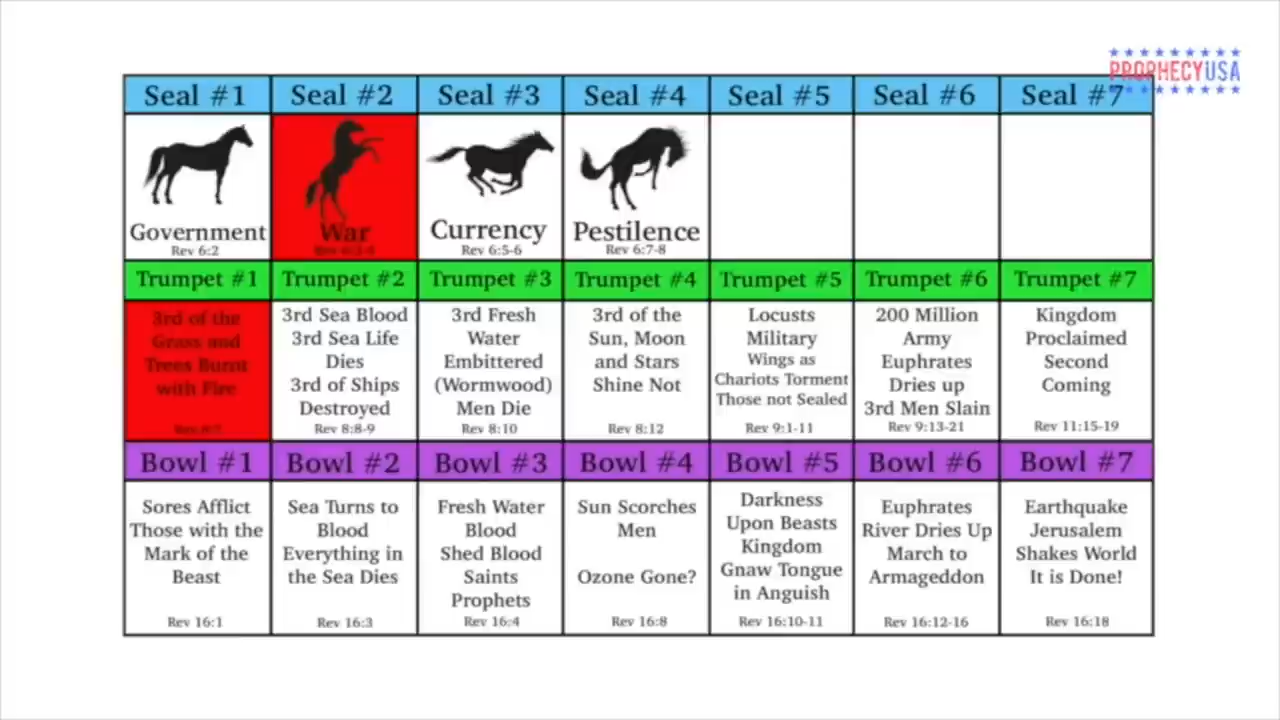 PROPHECYUSA
Seal #1
Seal #2
Seal #3
Seal #4
Seal #5
Seal #6
Seal #7
Government
Rev 6:2
War
Currency
Rev 6:5-6
Pestilence
Rev 6:7-8
Trumpet #1
Trumpet #2
Trumpet #3
Trumpet #4
Trumpet #5
Trumpet #6
Trumpet #7
3rd of the
Grass and
Trees Burnt
with Fire
Rev 8:7
3rd Sea Blood
3rd Sea Life
Dies
3rd of Ships
Destroyed
Rev 8:8-9
3rd Fresh
Water
Embittered
(Wormwood)
Men Die
Rev 8:10
3rd of the
Sun, Moon
and Stars
Shine Not
Rev 8:12
Locusts
Military
Wings as
Chariots Torment
Those not Sealed
Rev 9:1-11
200 Million
Army
Euphrates
Dries up
3rd Men Slain
Rev 9:13-21
Kingdom
Proclaimed
Second
Coming
Rev 11:15-19
Bowl #1
Bowl #2
Bowl #3
Bowl #4
Bowl #5
Bowl #6
Bowl #7
Sores Afflict
Those with the
Mark of the
Beast
Rev 16:1
Sea Turns to
Blood
Everything in
the Sea Dies
Rev 16:3
Fresh Water
Blood
Shed Blood
Saints
Prophets
Rev 16:4
Sun Scorches
Men
Ozone Gone?
Rev 16:8
Darkness
Upon Beasts
Kingdom
Gnaw Tongue
in Anguish
Rev 16:10-11
Euphrates
River Dries Up
March to
Armageddon
Rev 16:12-16
Earthquake
Jerusalem
Shakes World
It is Done!
Rev 16:18